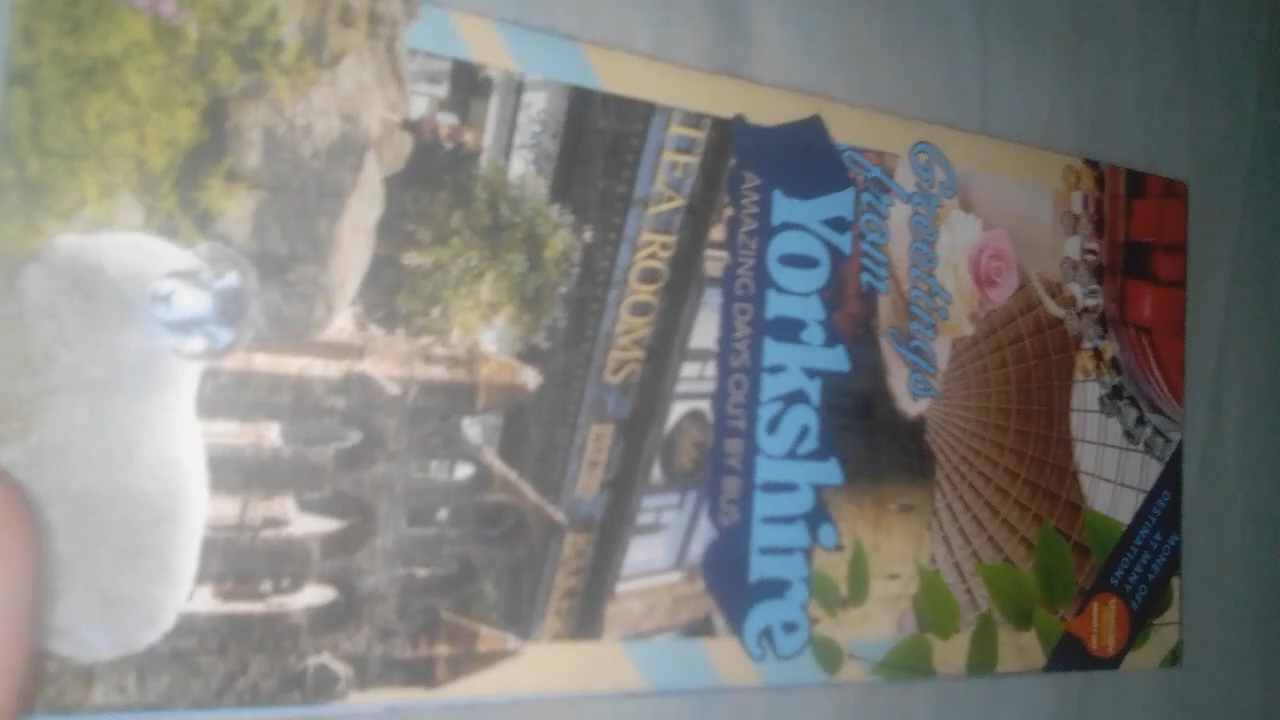 MONEY OFF
AT MANY
DESTINATIONS
Greetings
from
Yorkshire
AMAZING DAYS OUT BY BUS
TEA ROOMS